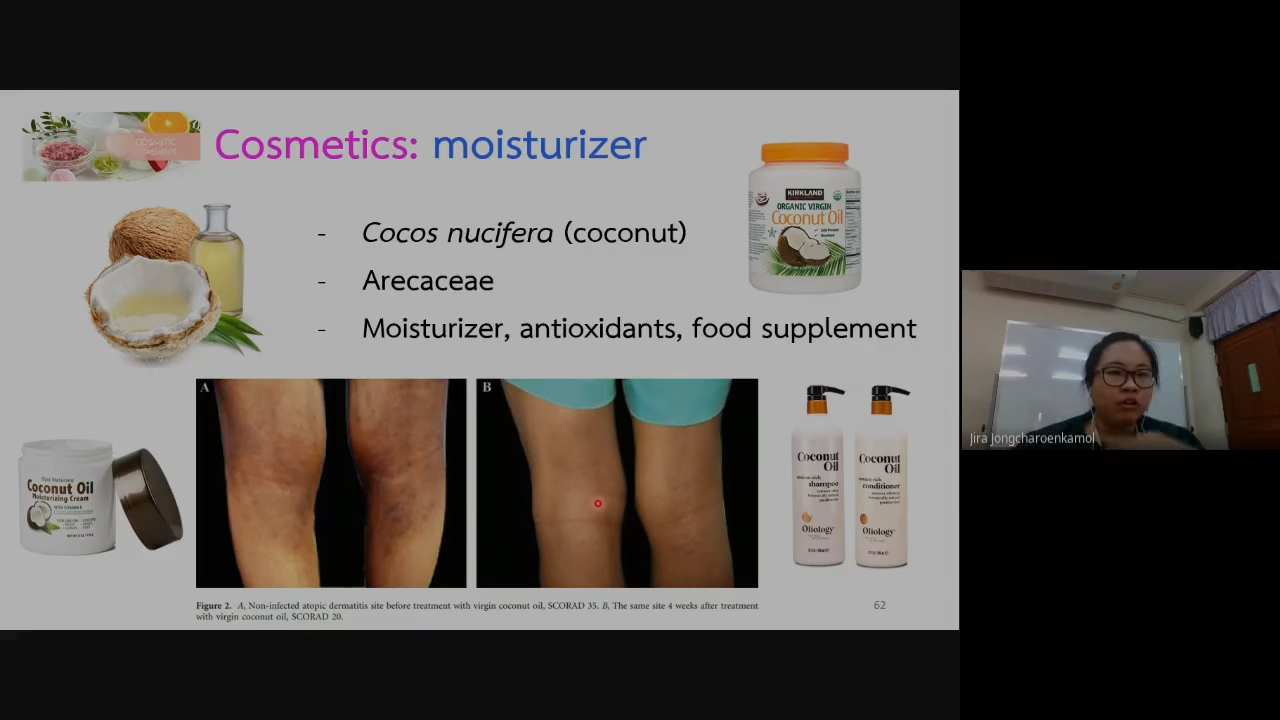 COSMETIC
Cosmetics: moisturizer
KIRKLAND
ORGANIC VIRGIN
Coconut Oil
- Cocos nucifera (coconut)
- Arecaceae
- Moisturizer, antioxidants, food supplement
A
B
Coconut Oil
Moisturizing Cream
Coconut
Oil
shampoo
Oliology
Coconut
Oil
conditioner
Oliology
Figure 2. A, Non-infected atopic dermatitis site before treatment with virgin coconut oil, SCORAD 35. B, The same site 4 weeks after treatment
with virgin coconut oil, SCORAD 20.
62
Jira Jongcharoenkamol